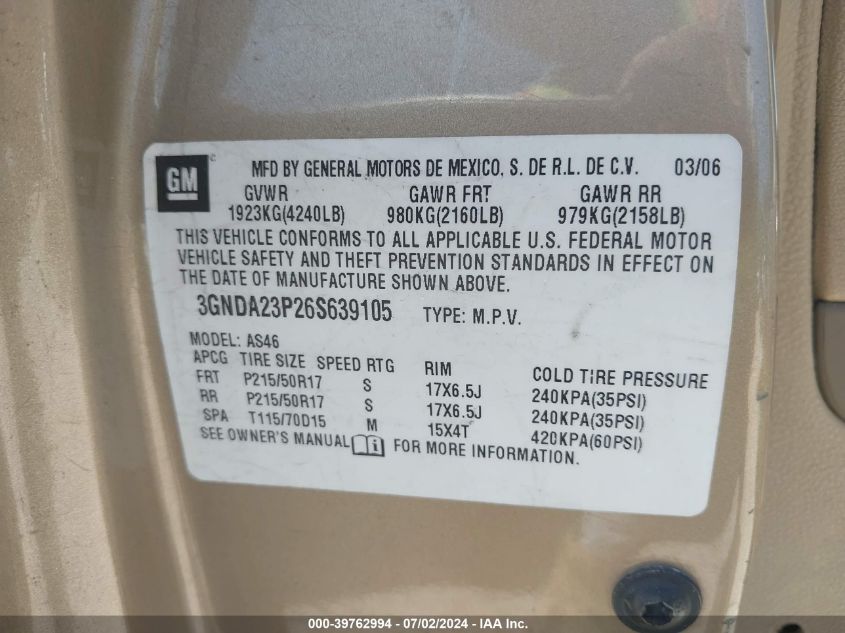 GM
MFD BY GENERAL MOTORS DE MEXICO, S. DE R.L. DE C.V. 03/06
GVWR GAWR FRT GAWR RR
1923KG(4240LB) 980KG(2160LB) 979KG(2158LB)
THIS VEHICLE CONFORMS TO ALL APPLICABLE U.S. FEDERAL MOTOR
VEHICLE SAFETY AND THEFT PREVENTION STANDARDS IN EFFECT ON
THE DATE OF MANUFACTURE SHOWN ABOVE.
3GNDA23P26S639105 TYPE: M.P.V.
MODEL: AS46
APCG TIRE SIZE SPEED RTG RIM COLD TIRE PRESSURE
FRT P215/50R17 S 17X6.5J 240KPA(35PSI)
RR P215/50R17 S 17X6.5J 240KPA(35PSI)
SPA T115/70D15 M 15X4T 420KPA(60PSI)
SEE OWNER'S MANUAL FOR MORE INFORMATION.
000-39762994 - 07/02/2024 - IAA Inc.